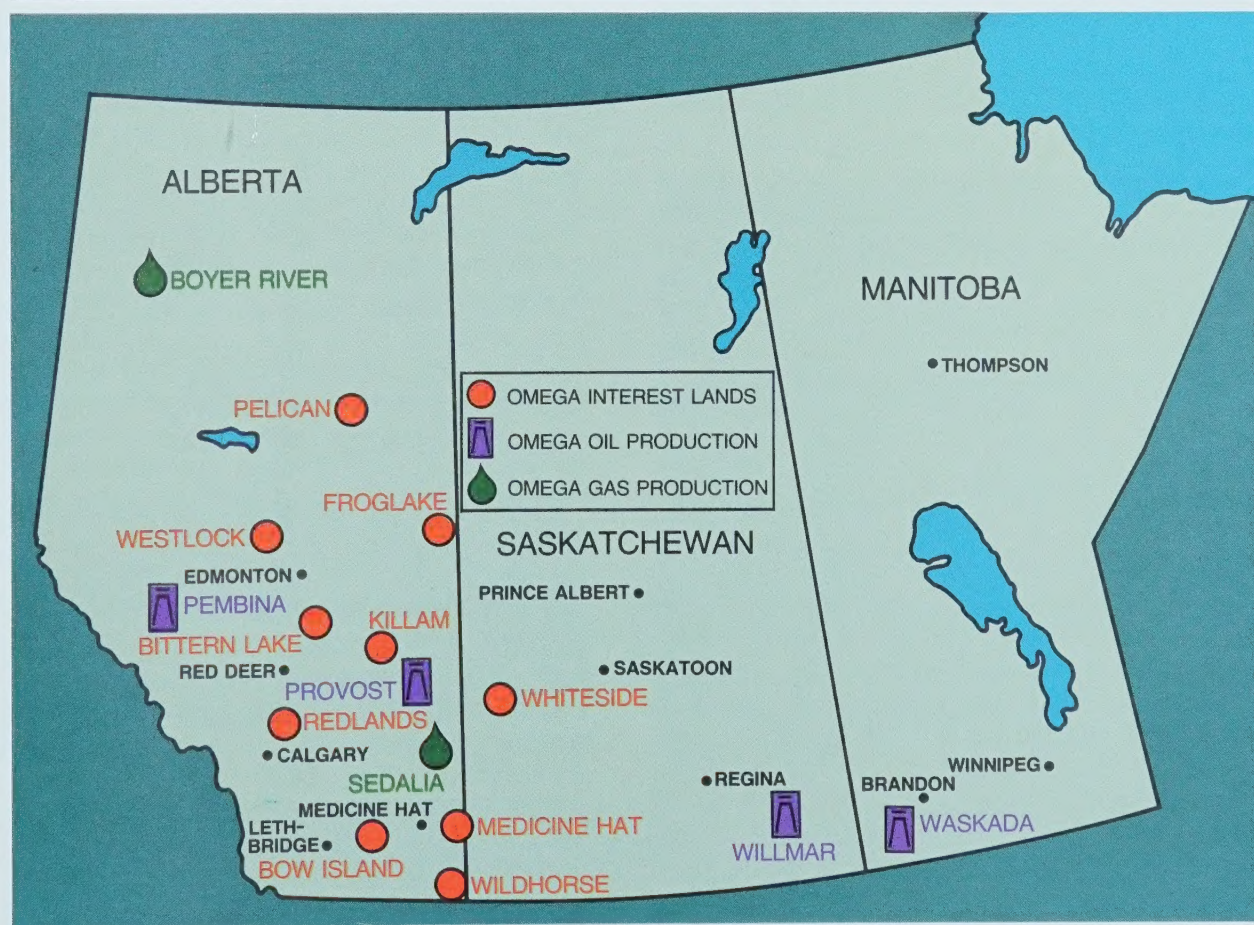 ALBERTA
BOYER RIVER
MANITOBA
THOMPSON
PELICAN
OMEGA INTEREST LANDS
OMEGA OIL PRODUCTION
OMEGA GAS PRODUCTION
FROGLAKE
WESTLOCK
SASKATCHEWAN
EDMONTON
PEMBINA
PRINCE ALBERT
KILLAM
BITTERN LAKE
RED DEER
SASKATOON
PROVOST
WHITESIDE
REDLANDS
CALGARY
SEDALIA
WINNIPEG
REGINA
BRANDON
MEDICINE HAT
LETH-
BRIDGE
MEDICINE HAT
WASKADA
WILLMAR
BOW ISLAND
WILDHORSE